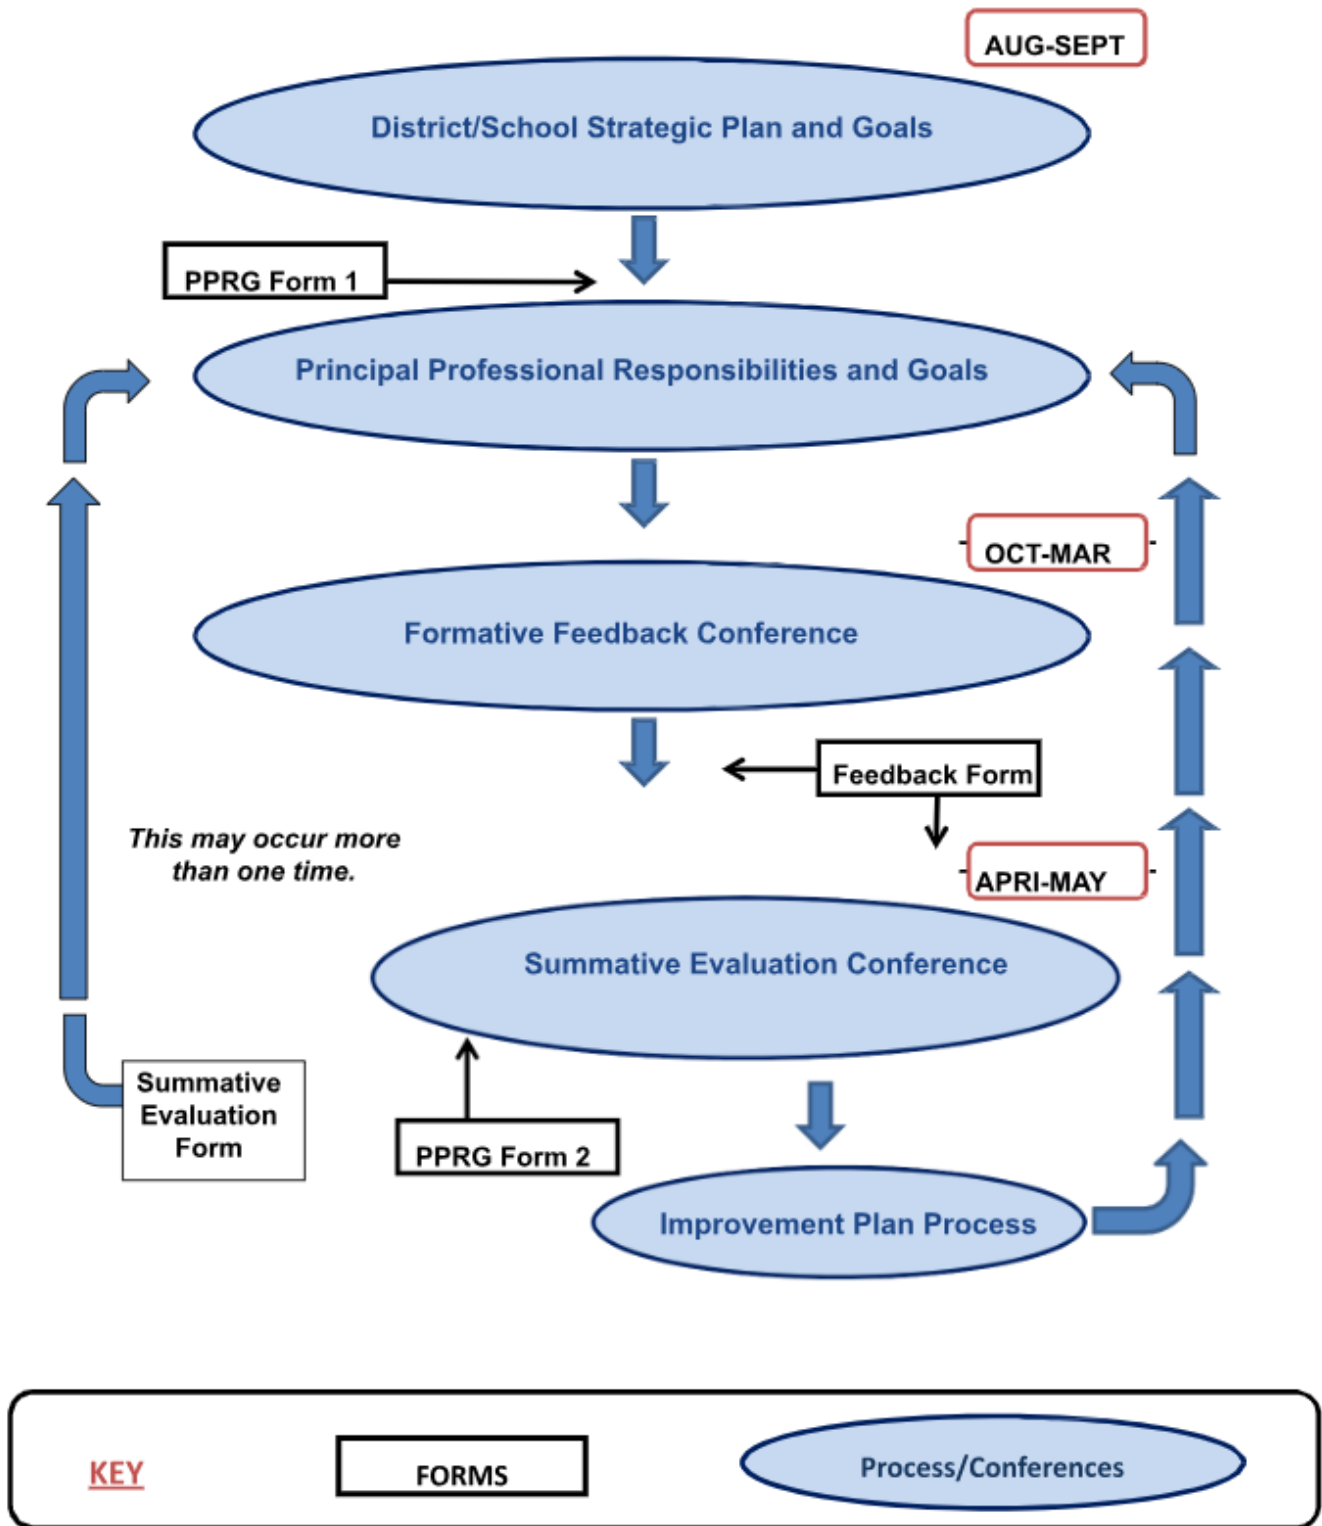 AUG-SEPT
District/School Strategic Plan and Goals
PPRG Form 1
Principal Professional Responsibilities and Goals
OCT-MAR
Formative Feedback Conference
Feedback Form
This may occur more
than one time.
APRI-MAY
Summative Evaluation Conference
Summative
Evaluation
Form
PPRG Form 2
Improvement Plan Process
KEY
FORMS
Process/Conferences